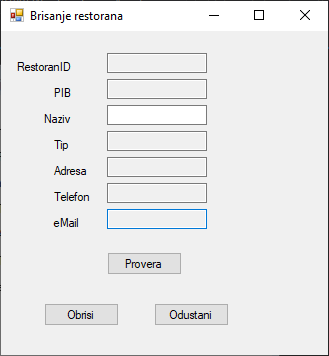 Brisanje restorana
RestoranID
PIB
Naziv
Tip
Adresa
Telefon
eMail
Provera
Obrisi Odustani